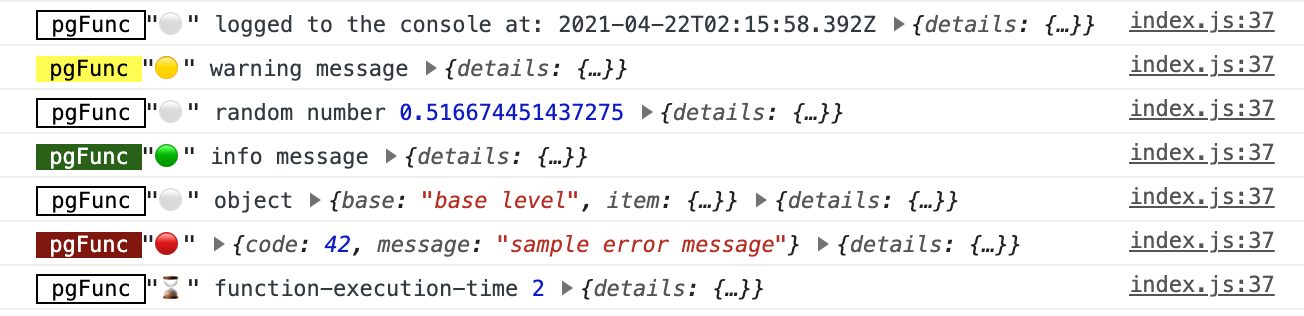 pgFunc "⚪" logged to the console at: 2021-04-22T02:15:58.392Z ▶{details: {…}} index.js:37
pgFunc "🟡" warning message ▶{details: {…}} index.js:37
pgFunc "⚪" random number 0.516674451437275 ▶{details: {…}} index.js:37
pgFunc "🟢" info message ▶{details: {…}} index.js:37
pgFunc "⚪" object ▶{base: "base level", item: {…}} ▶{details: {…}} index.js:37
pgFunc "🔴" ▶{code: 42, message: "sample error message"} ▶{details: {…}} index.js:37
pgFunc "⌛" function-execution-time 2 ▶{details: {…}} index.js:37